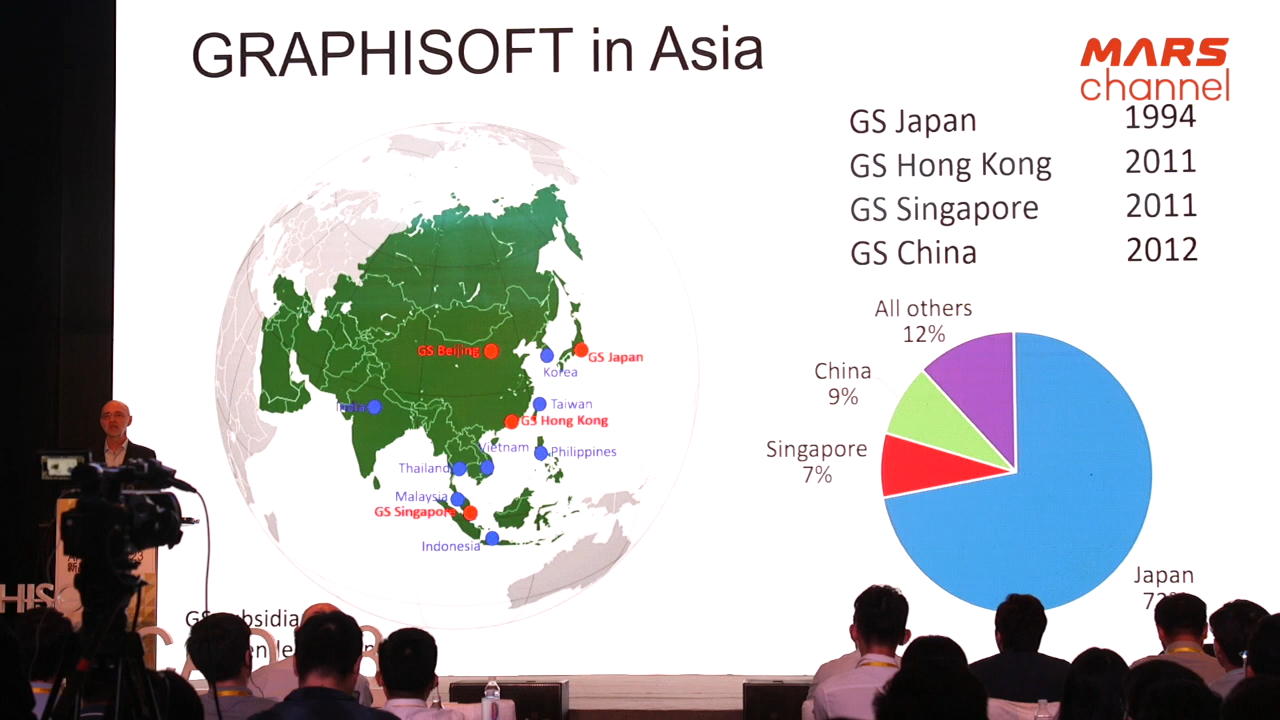 GRAPHISOFT in Asia
MARS
channel
GS Japan 1994
GS Hong Kong 2011
GS Singapore 2011
GS China 2012
All others
12%
China
9%
Singapore
7%
Japan
GS Beijing
GS Japan
Korea
India
Taiwan
GS Hong Kong
Vietnam
Philippines
Thailand
Malaysia
GS Singapore
Indonesia
GS